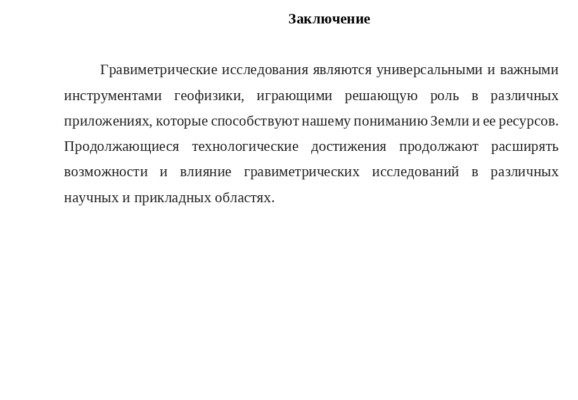 Заключение
Гравиметрические исследования являются универсальными и важными
инструментами геофизики, играющими решающую роль в различных
приложениях, которые способствуют нашему пониманию Земли и ее ресурсов.
Продолжающиеся технологические достижения продолжают расширять
возможности и влияние гравиметрических исследований в различных
научных и прикладных областях.